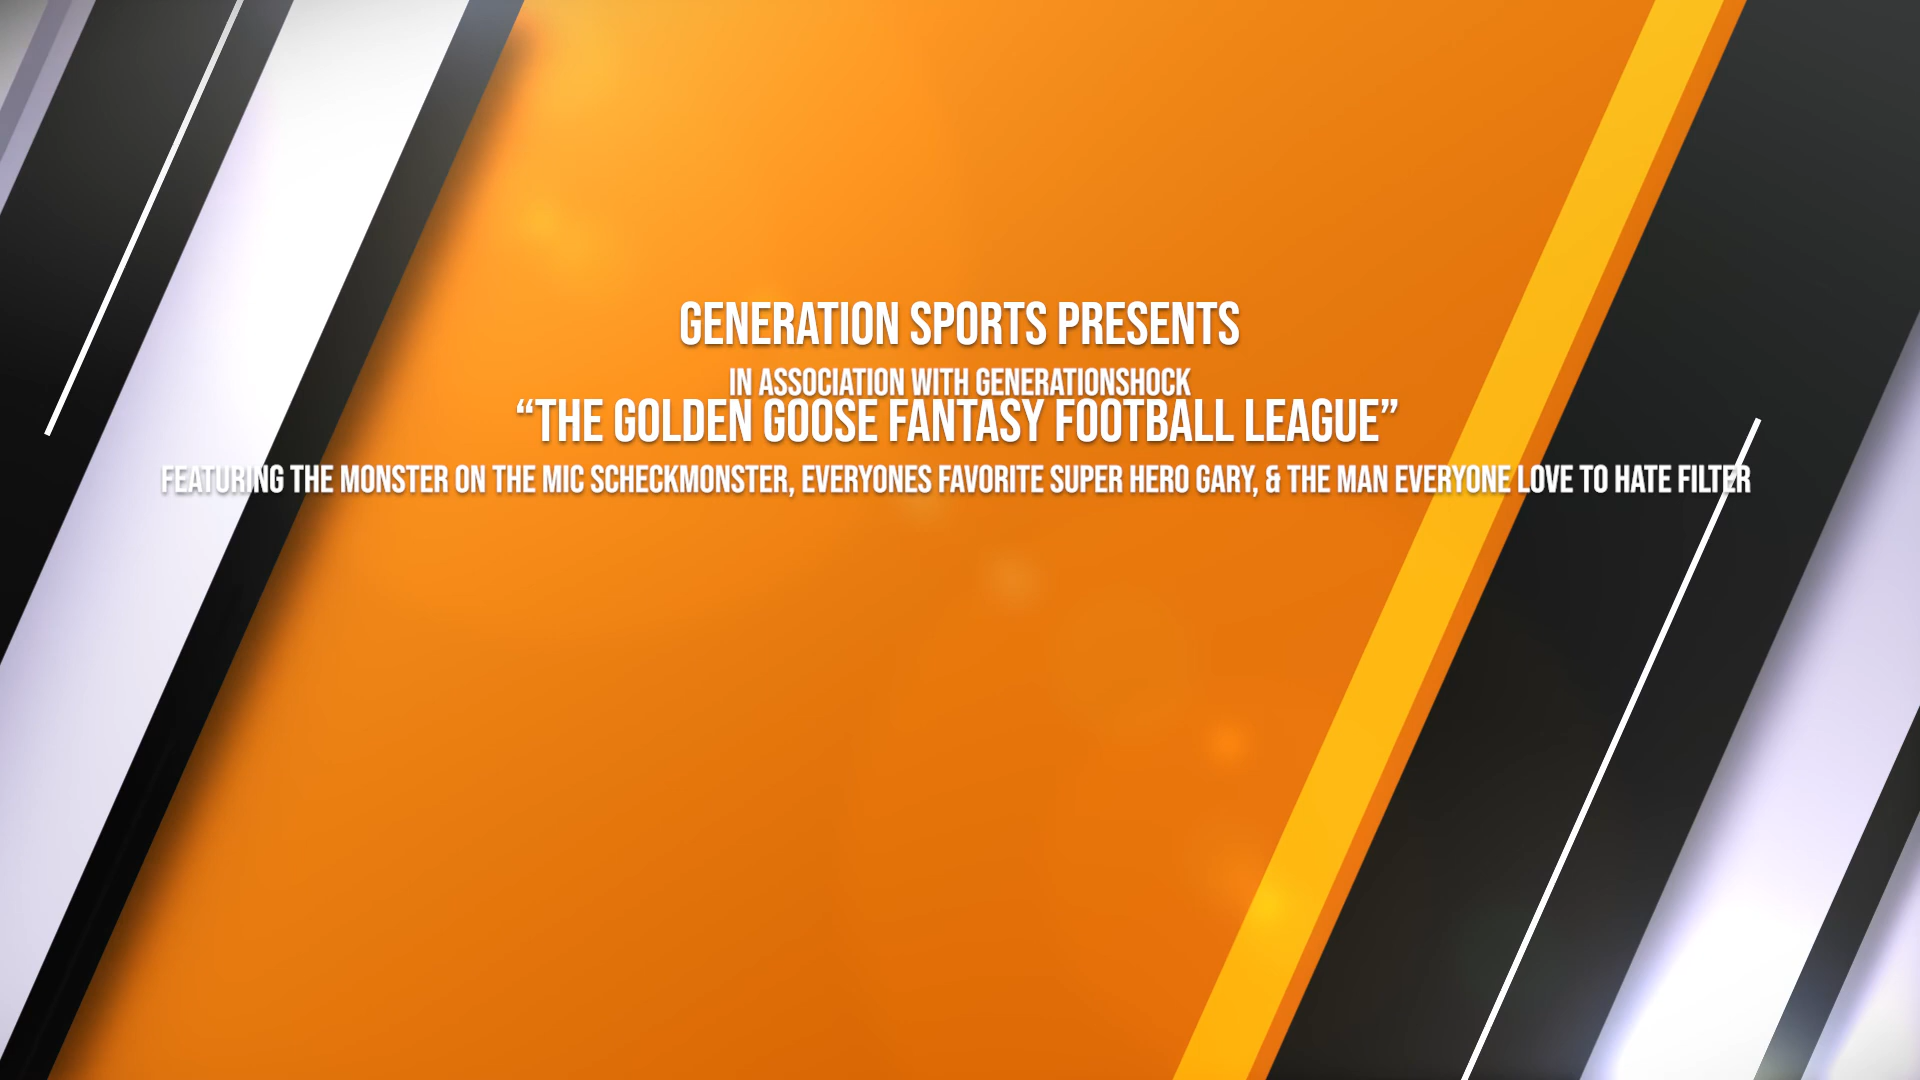 GENERATION SPORTS PRESENTS
IN ASSOCIATION WITH GENERATIONSHOCK
“THE GOLDEN GOOSE FANTASY FOOTBALL LEAGUE”
FEATURING THE MONSTER ON THE MIC SCHECKMONSTER, EVERYONES FAVORITE SUPER HERO GARY, & THE MAN EVERYONE LOVE TO HATE FILTER